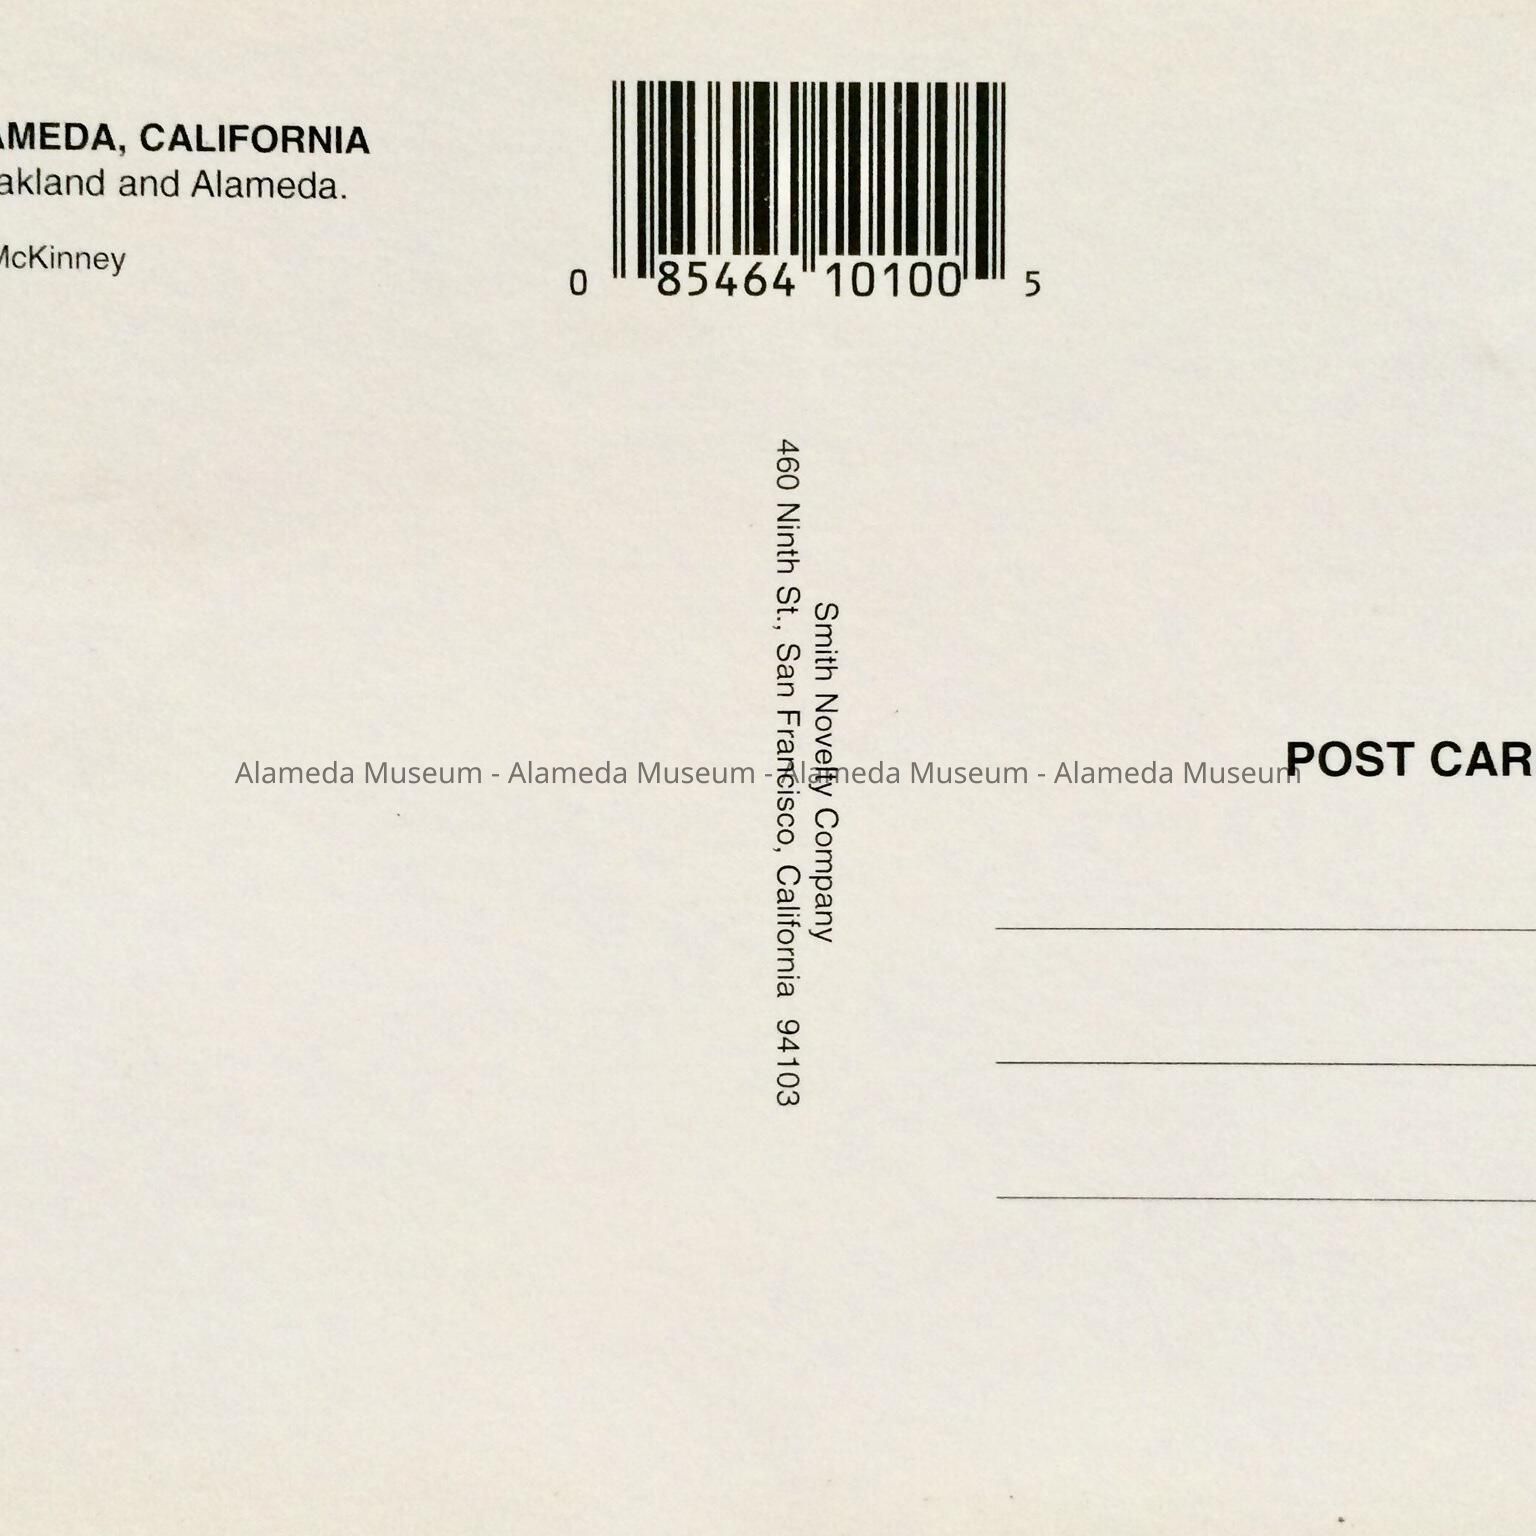 AMEDA, CALIFORNIA
akland and Alameda.
McKinney
0 85464 10100 5
Smith Novelty Company
460 Ninth St., San Francisco, California 94103
Alameda Museum - Alameda Museum - Alameda Museum - Alameda Museum
POST CAR